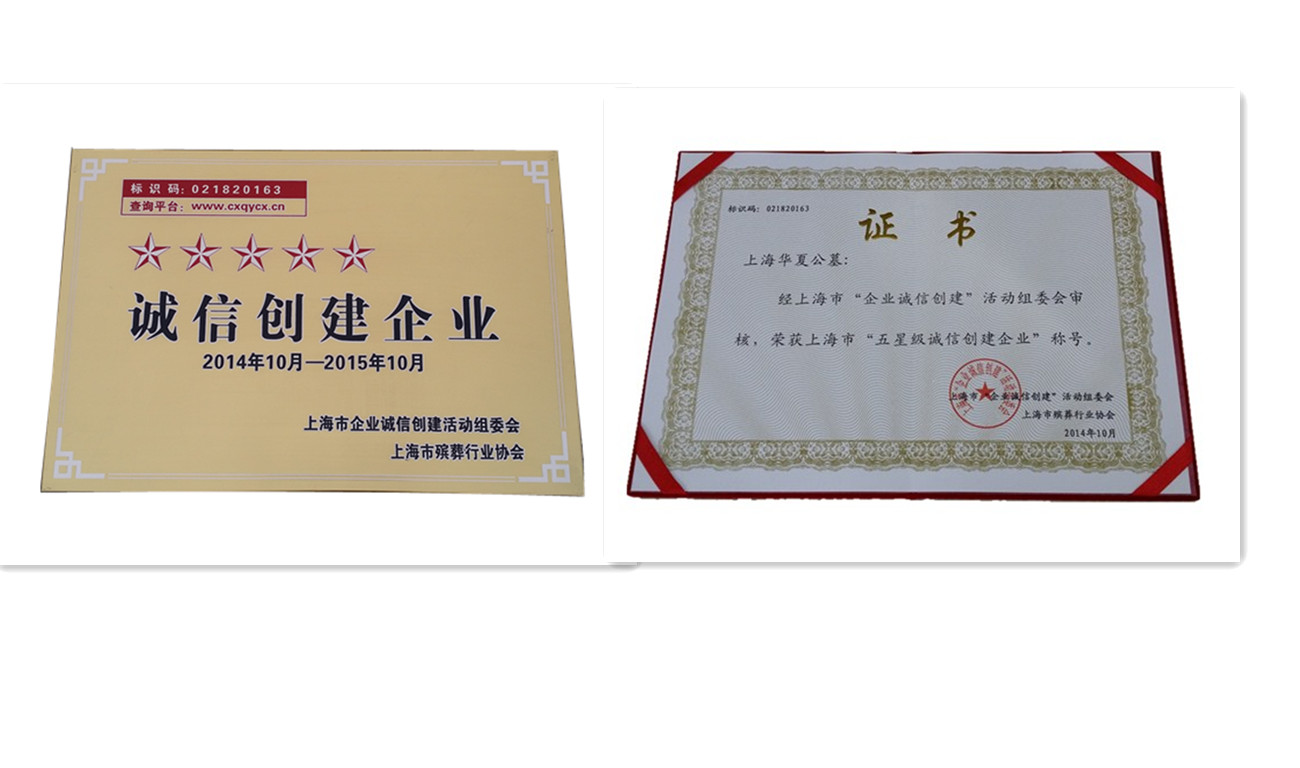 标识码：021820163
查询平台：www.cxqycx.cn
诚信创建企业
2014年10月—2015年10月
上海市企业诚信创建活动组委会
上海市殡葬行业协会
标识码：021820163
证书
上海华夏公墓：
经上海市“企业诚信创建”活动组委会审
核，荣获上海市“五星级诚信创建企业”称号。
上海市“企业诚信创建”活动组委会
上海市殡葬行业协会
2014年10月